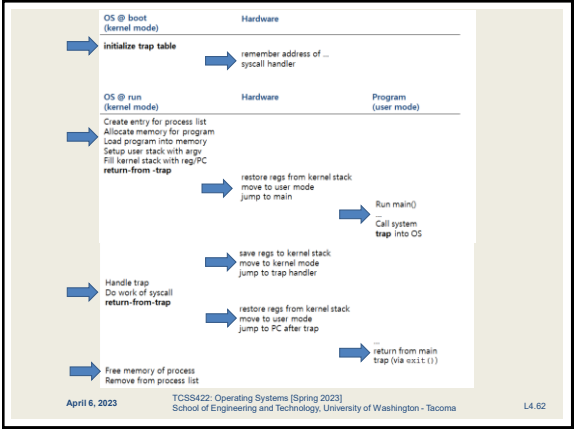 OS @ boot Hardware
(kernel mode)
initialize trap table
remember address of ...
syscall handler
OS @ run Hardware Program
(kernel mode) (user mode)
Create entry for process list
Allocate memory for program
Load program into memory
Setup user stack with argv
Fill kernel stack with reg/PC
return-from -trap
restore regs from kernel stack
move to user mode
jump to main
Run main()
...
Call system
trap into OS
save regs to kernel stack
move to kernel mode
jump to trap handler
Handle trap
Do work of syscall
return-from-trap
restore regs from kernel stack
move to user mode
jump to PC after trap
...
return from main
trap (via exit())
Free memory of process
Remove from process list
April 6, 2023
TCSS422: Operating Systems [Spring 2023]
School of Engineering and Technology, University of Washington - Tacoma
L4.62